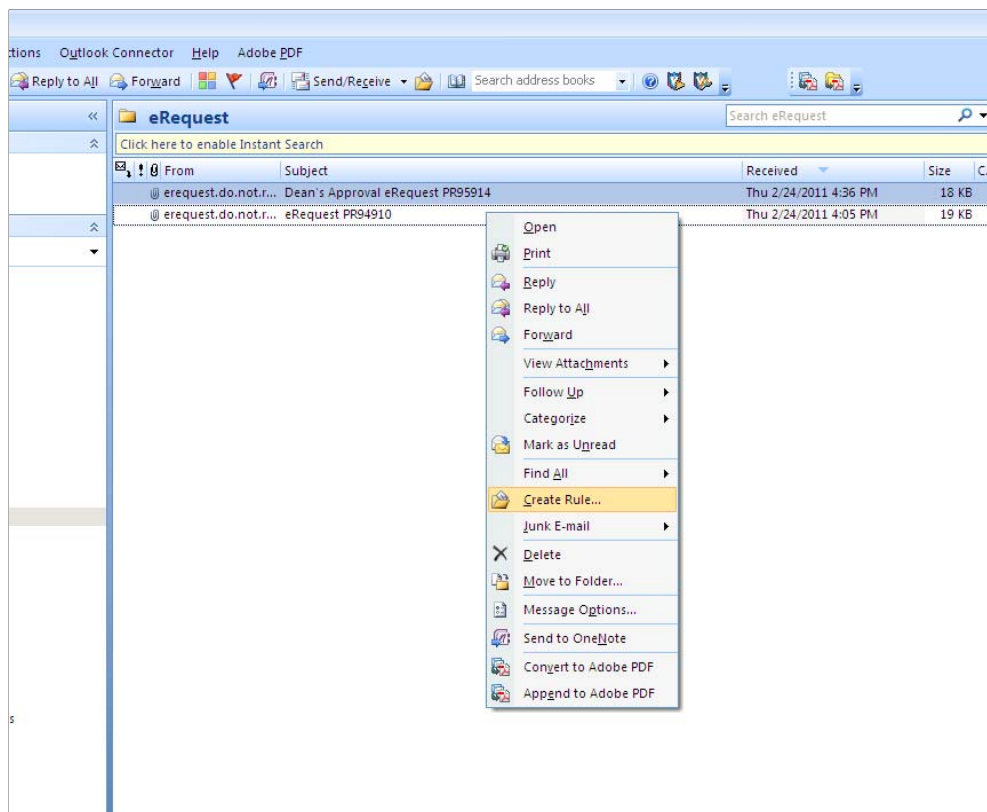 ctions Outlook Connector Help Adobe PDF
Reply to All Forward Send/Receive Search address books
eRequest Search eRequest
Click here to enable Instant Search
From Subject Received Size C
erequest.do.not.r... Dean's Approval eRequest PR95914 Thu 2/24/2011 4:36 PM 18 KB
erequest.do.not.r... eRequest PR94910 Thu 2/24/2011 4:05 PM 19 KB
Open
Print
Reply
Reply to All
Forward
View Attachments
Follow Up
Categorize
Mark as Unread
Find All
Create Rule...
Junk E-mail
Delete
Move to Folder...
Message Options...
Send to OneNote
Convert to Adobe PDF
Append to Adobe PDF
s